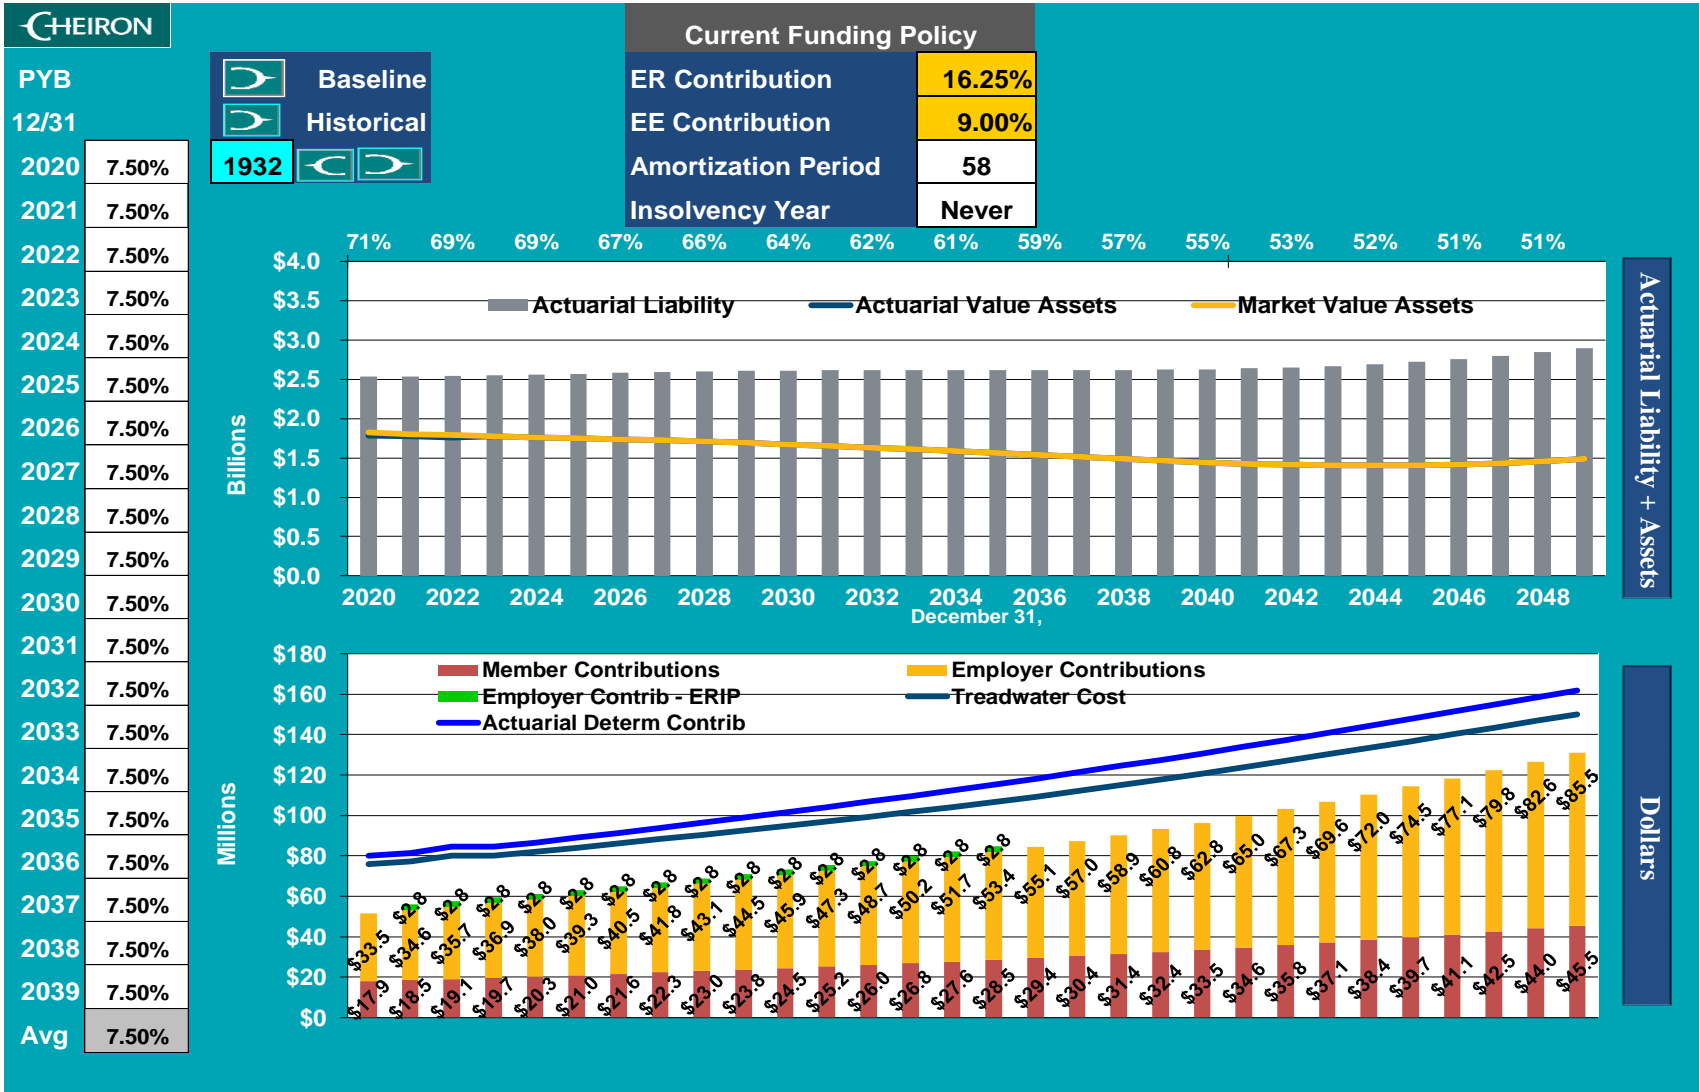 CHEIRON
Current Funding Policy
PYB
Baseline
ER Contribution 16.25%
12/31
Historical
EE Contribution 9.00%
1932
Amortization Period 58
Insolvency Year Never
2020 7.50%
2021 7.50%
2022 7.50%
2023 7.50%
2024 7.50%
2025 7.50%
2026 7.50%
2027 7.50%
2028 7.50%
2029 7.50%
2030 7.50%
2031 7.50%
2032 7.50%
2033 7.50%
2034 7.50%
2035 7.50%
2036 7.50%
2037 7.50%
2038 7.50%
2039 7.50%
Avg 7.50%
71% 69% 69% 67% 66% 64% 62% 61% 59% 57% 55% 53% 52% 51% 51%
$4.0
$3.5
$3.0
$2.5
$2.0
$1.5
$1.0
$0.5
$0.0
Billions
Actuarial Liability Actuarial Value Assets Market Value Assets
2020 2022 2024 2026 2028 2030 2032 2034 2036 2038 2040 2042 2044 2046 2048
December 31,
Actuarial Liability + Assets
$180
$160
$140
$120
$100
$80
$60
$40
$20
$0
Millions
Member Contributions Employer Contributions
Employer Contrib - ERIP Treadwater Cost
Actuarial Determ Contrib
$2.8 $2.8 $2.8 $2.8 $2.8 $2.8 $2.8 $2.8 $2.8 $2.8 $2.8 $2.8 $2.8 $2.8 $2.8
$33.5 $34.6 $35.7 $36.9 $38.0 $39.3 $40.5 $41.8 $43.1 $44.5 $45.9 $47.3 $48.7 $50.2 $51.7 $53.4 $55.1 $57.0 $58.9 $60.8 $62.8 $65.0 $67.3 $69.6 $72.0 $74.5 $77.1 $79.8 $82.6 $85.5
$17.9 $18.5 $19.1 $19.7 $20.3 $21.0 $21.6 $22.3 $23.0 $23.8 $24.5 $25.2 $26.0 $26.8 $27.6 $28.5 $29.4 $30.4 $31.4 $32.4 $33.5 $34.6 $35.8 $37.1 $38.4 $39.7 $41.1 $42.5 $44.0 $45.5
Dollars